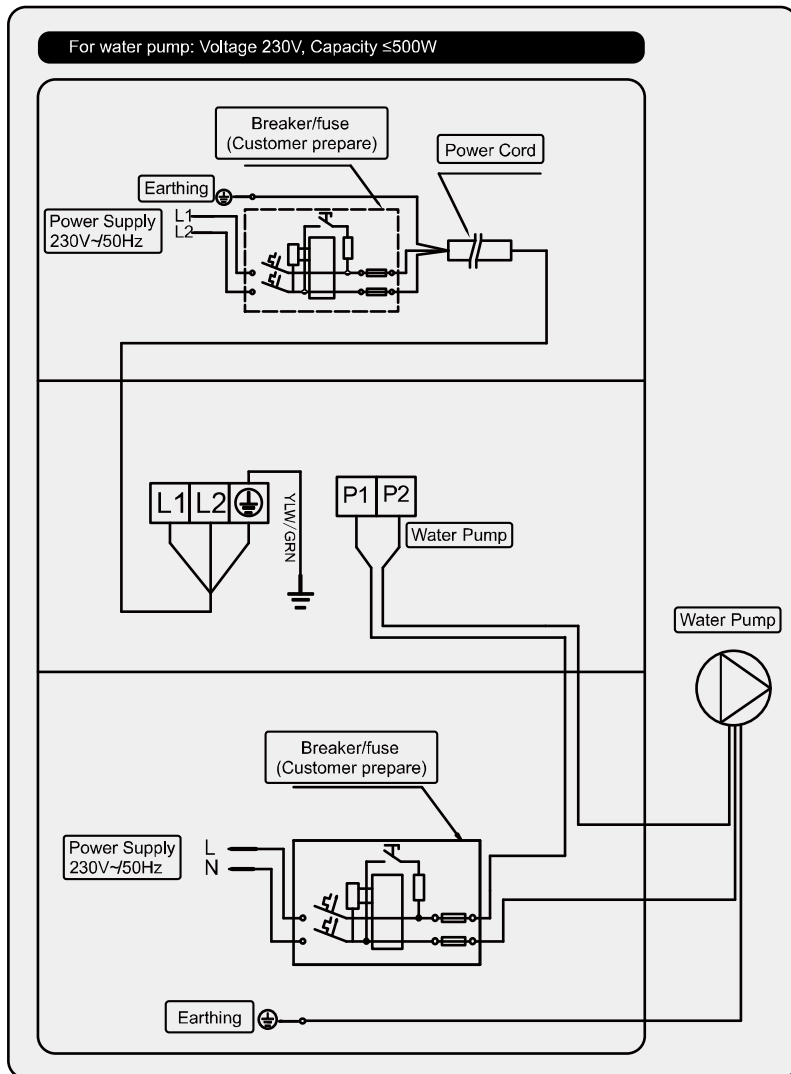 For water pump: Voltage 230V, Capacity ≤500W
Breaker/fuse
(Customer prepare)
Power Cord
Earthing
L1
Power Supply
L2
230V~/50Hz
L1 L2
YLW/GRN
P1 P2
Water Pump
Water Pump
Breaker/fuse
(Customer prepare)
Power Supply
L
230V~/50Hz
N
Earthing